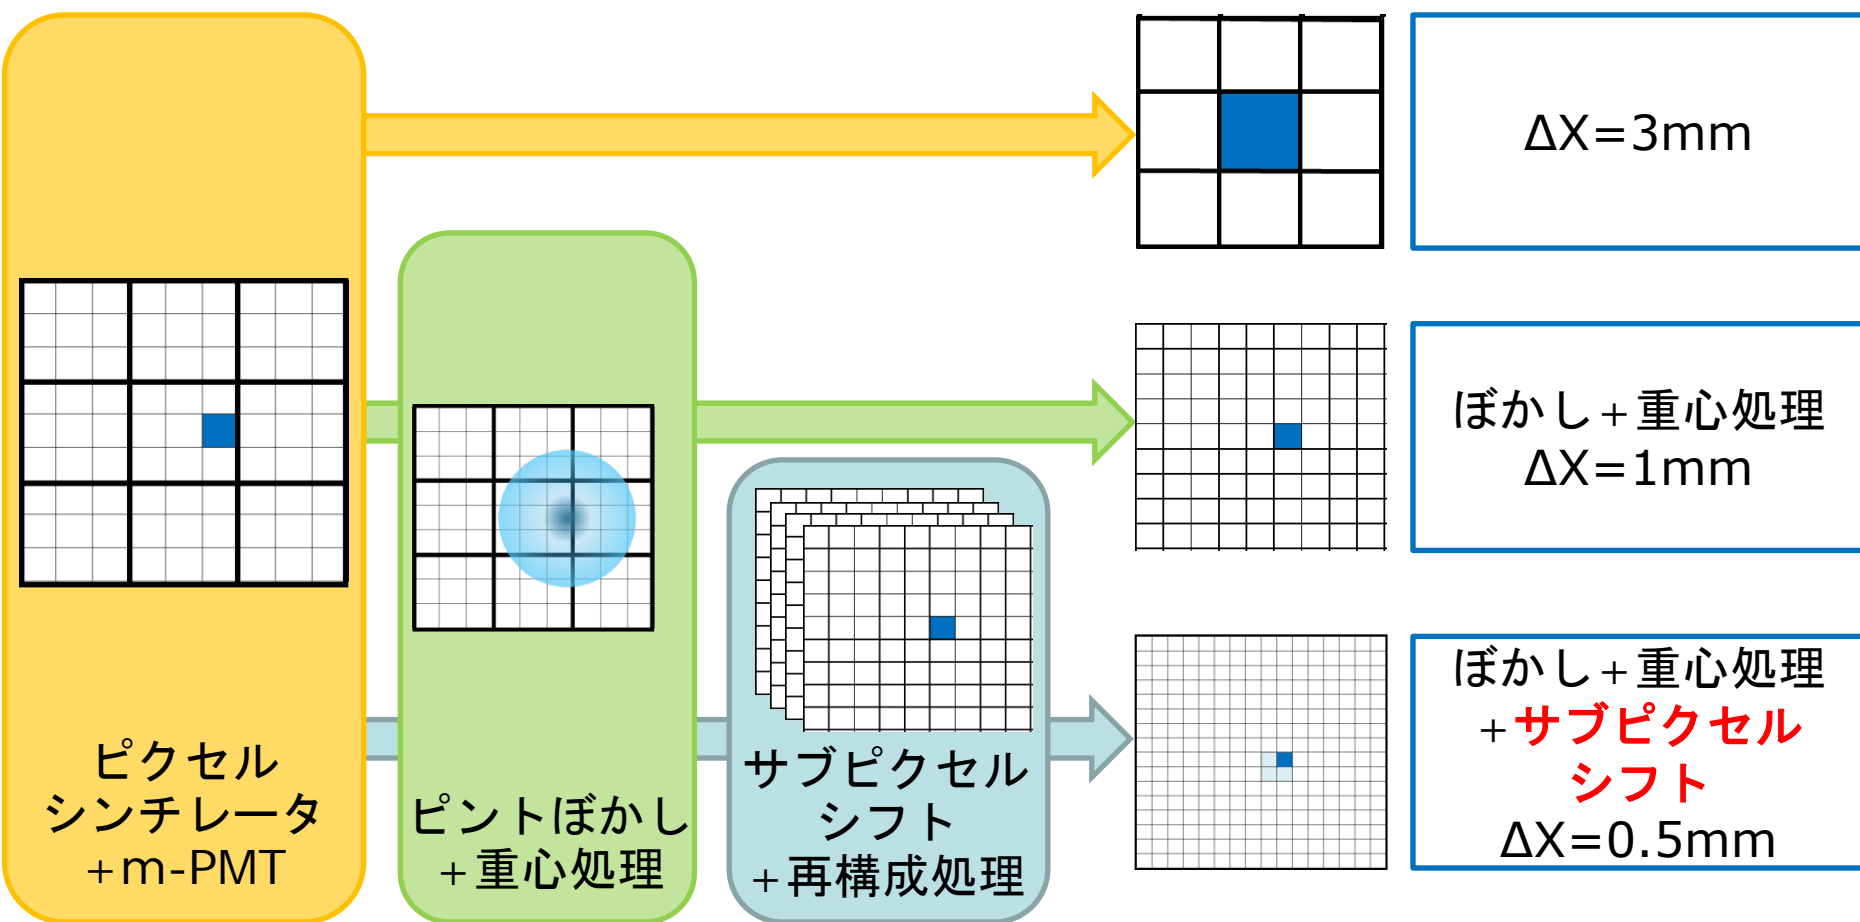 ピクセル
シンチレータ
+m-PMT
ピントぼかし
+重心処理
サブピクセル
シフト
+再構成処理
ΔX=3mm
ぼかし+重心処理
ΔX=1mm
ぼかし+重心処理
+サブピクセル
シフト
ΔX=0.5mm